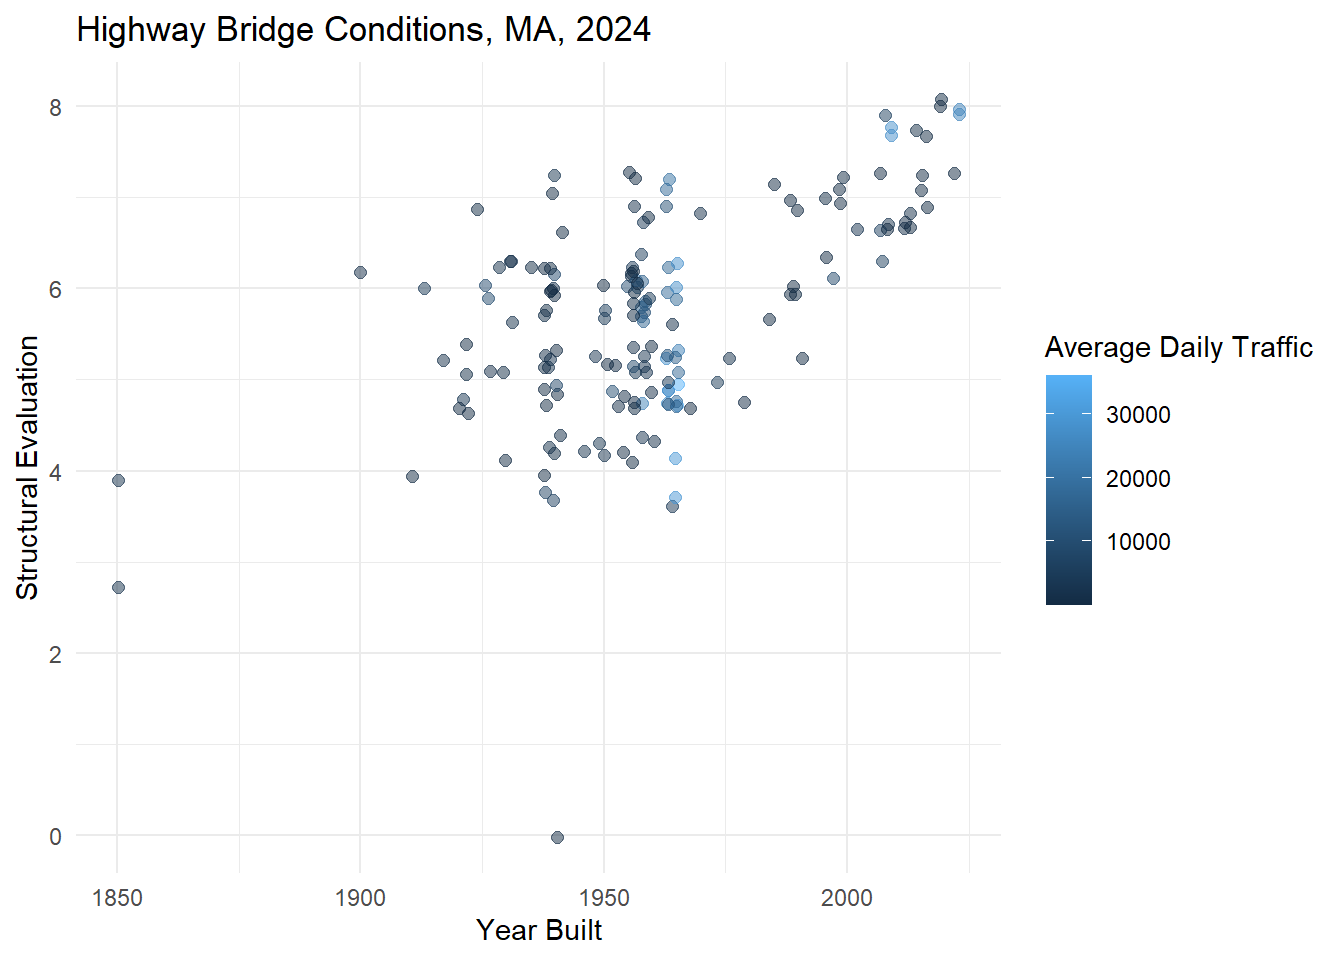 Highway Bridge Conditions, MA, 2024
Structural Evaluation
8
6
4
2
0
1850 1900 1950 2000
Year Built
Average Daily Traffic
30000
20000
10000